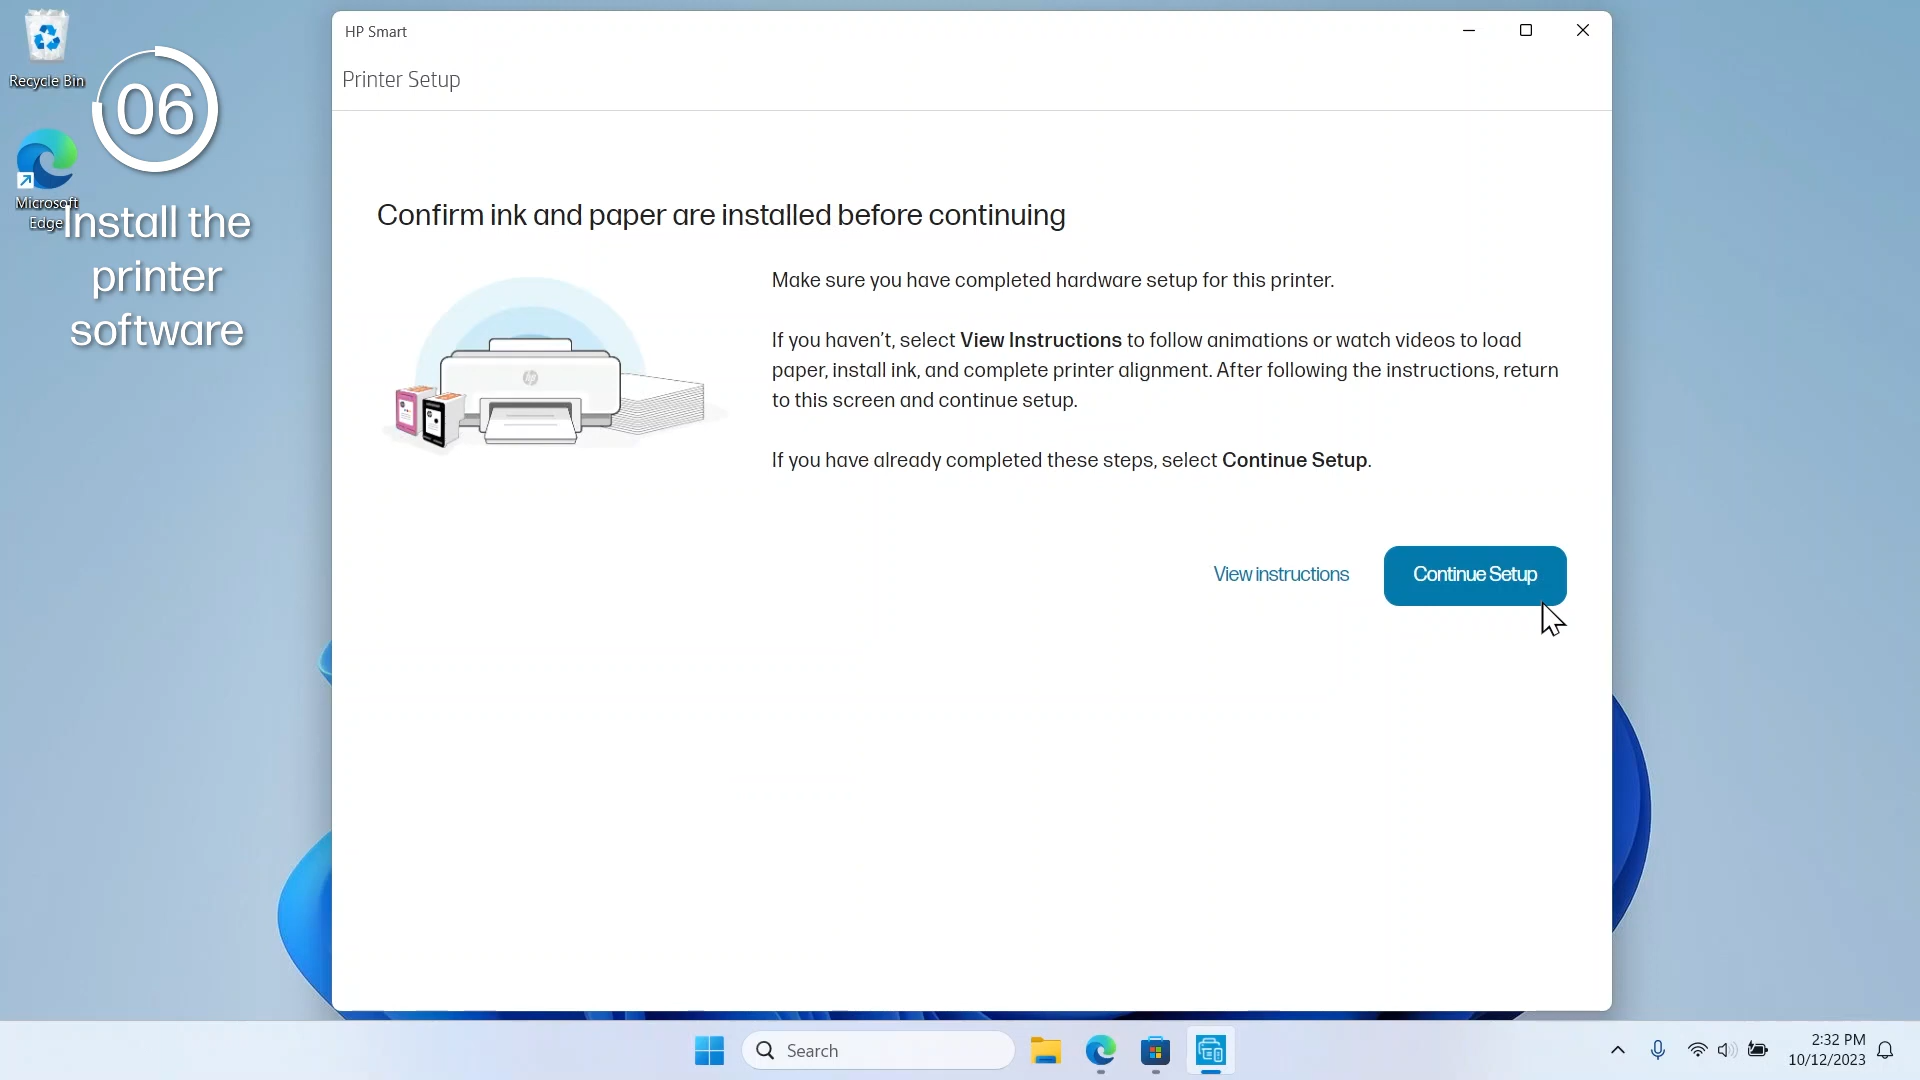 Recycle Bin
06
Microsoft
Edge
Install the
printer
software
HP Smart
Printer Setup
Confirm ink and paper are installed before continuing
Make sure you have completed hardware setup for this printer.
If you haven't, select View Instructions to follow animations or watch videos to load
paper, install ink, and complete printer alignment. After following the instructions, return
to this screen and continue setup.
If you have already completed these steps, select Continue Setup.
hp
View instructions
Continue Setup
Search
2:32 PM
10/12/2023